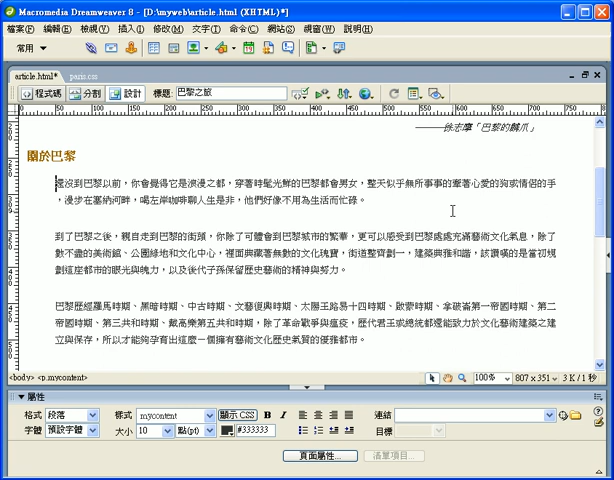 Macromedia Dreamweaver 8 - [D:\myweb\article.html (XHTML)*]
檔案(F) 編輯(E) 檢視(V) 插入(I) 修改(M) 文字(T) 命令(C) 網站(S) 視窗(W) 說明(H)
常用
article.html* paris.css
程式碼 分割 設計 標題: 巴黎之旅
50 100 150 200 250 300 350 400 450 500 550 600 650 700 750
———徐志摩「巴黎的鱗爪」
關於巴黎
還沒到巴黎以前，你會覺得它是浪漫之都，穿著時髦光鮮的巴黎都會男女，整天似乎無所事事的牽著心愛的狗或情侶的手
，漫步在塞納河畔，喝左岸咖啡聊人生是非，他們好像不用為生活而忙碌。
到了巴黎之後，親自走到巴黎的街頭，你除了可體會到巴黎城市的繁華，更可以感受到巴黎處處充滿藝術文化氣息，除了
數不盡的美術館、公園綠地和文化中心，裡面典藏著無數的文化瑰寶，街道整齊劃一，建築典雅和諧，該讚嘆的是當初規
劃這座都市的眼光與魄力，以及後代子孫保留歷史藝術的精神與努力。
巴黎歷經羅馬時期、黑暗時期、中古時期、文藝復興時期、太陽王路易十四時期、啟蒙時期、拿破崙第一帝國時期、第二
帝國時期、第三共和時期、戴高樂第五共和時期，除了革命戰爭與瘟疫，歷代君王或總統都還能致力於文化藝術建築之建
立與保存，所以才能夠孕育出這麼一個擁有藝術文化歷史氣質的優雅都市。
<body> <p.mycontent> 100% 807 x 351 3 K / 1 秒
屬性
格式 段落 樣式 mycontent 顯示 CSS B I 連結
字體 預設字體 大小 10 點(pt) #333333 目標
頁面屬性... 清單項目...